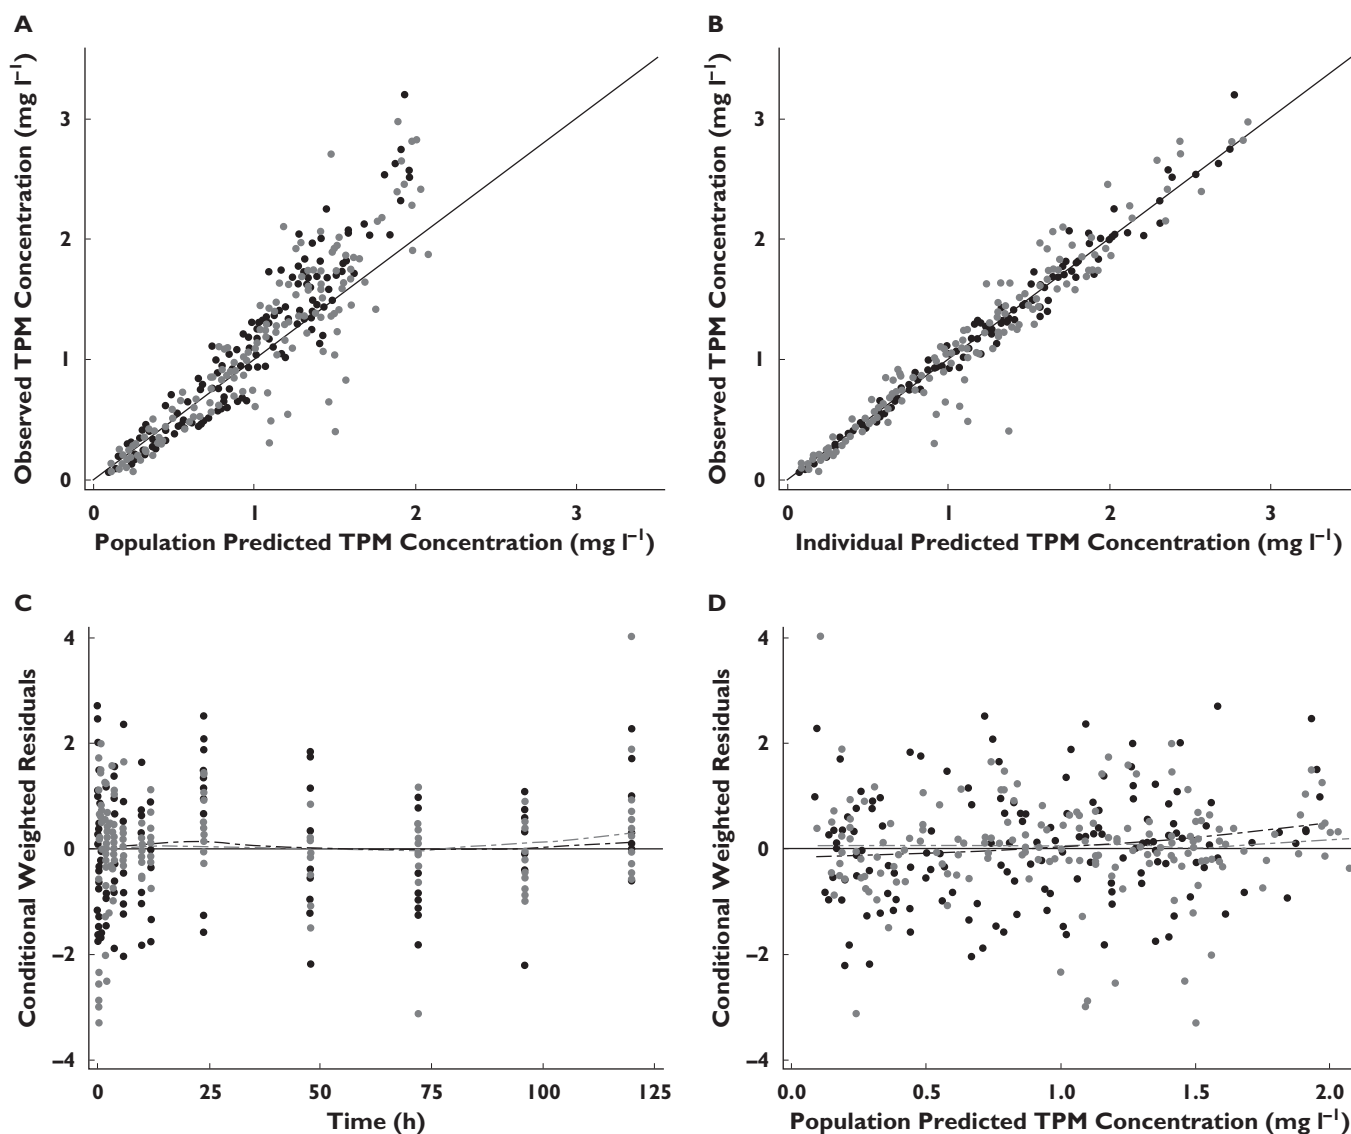 A
Observed TPM Concentration (mg l⁻¹)
3
2
1
0
0 1 2 3
Population Predicted TPM Concentration (mg l⁻¹)
B
Observed TPM Concentration (mg l⁻¹)
3
2
1
0
0 1 2 3
Individual Predicted TPM Concentration (mg l⁻¹)
C
Conditional Weighted Residuals
4
2
0
−2
−4
0 25 50 75 100 125
Time (h)
D
Conditional Weighted Residuals
4
2
0
−2
−4
0.0 0.5 1.0 1.5 2.0
Population Predicted TPM Concentration (mg l⁻¹)